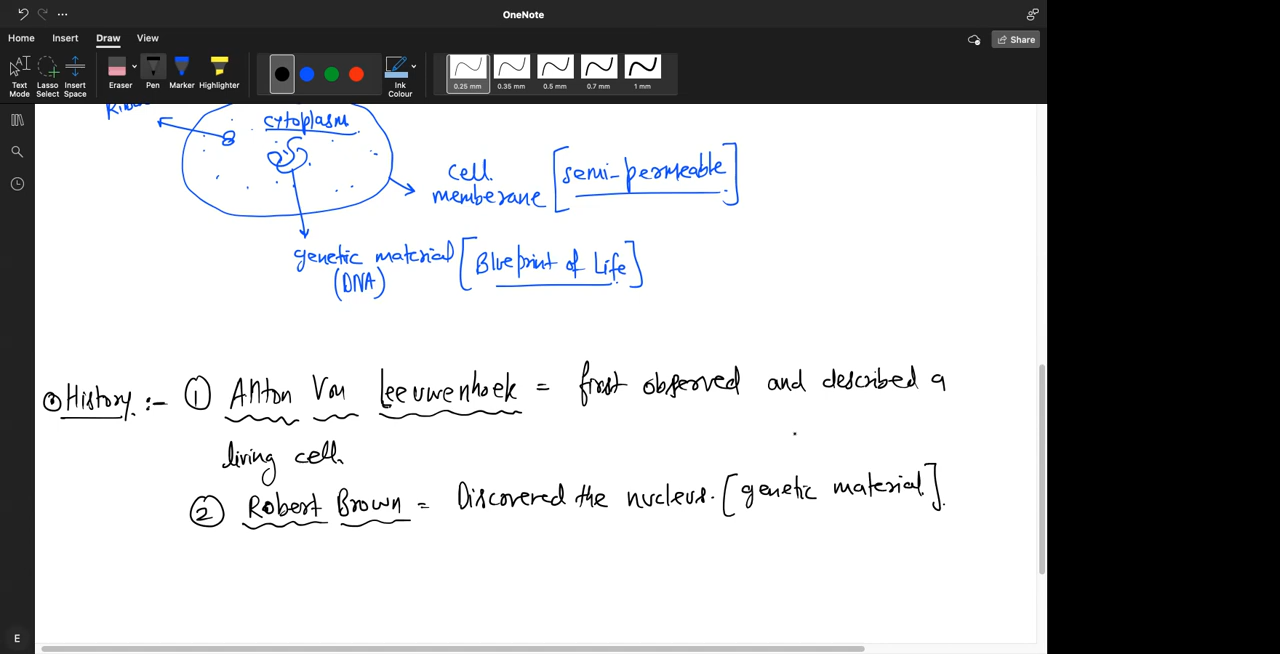 OneNote
Home Insert Draw View
Share
Text Mode Lasso Select Insert Space Eraser Pen Marker Highlighter Ink Colour 0.25 mm 0.35 mm 0.5 mm 0.7 mm 1 mm
cytoplasm
cell memberane [semi-permeable]
genetic material (DNA) [Blueprint of Life]
History :- ① Anton Von Leeuwenhoek = first observed and described a
living cell.
② Robert Brown = Discovered the nucleus. [genetic material].
E